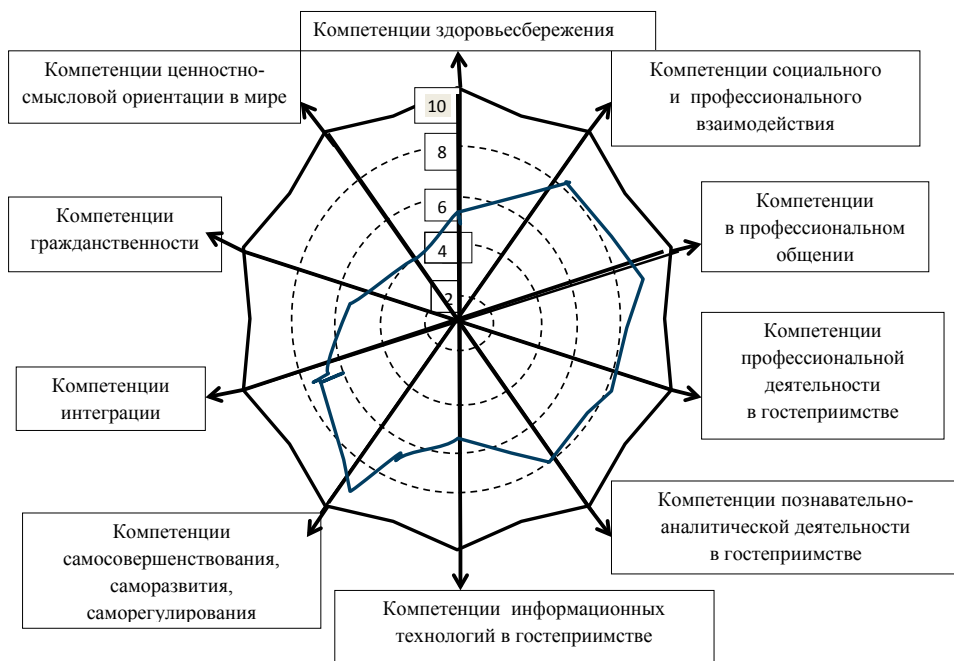 Компетенции здоровьесбережения
Компетенции ценностно-
смысловой ориентации в мире
Компетенции социального
и профессионального
взаимодействия
10
8
6
4
2
Компетенции
гражданственности
Компетенции
в профессиональном
общении
Компетенции
интеграции
Компетенции
профессиональной
деятельности
в гостеприимстве
Компетенции
самосовершенствования,
саморазвития,
саморегулирования
Компетенции познавательно-
аналитической деятельности
в гостеприимстве
Компетенции информационных
технологий в гостеприимстве